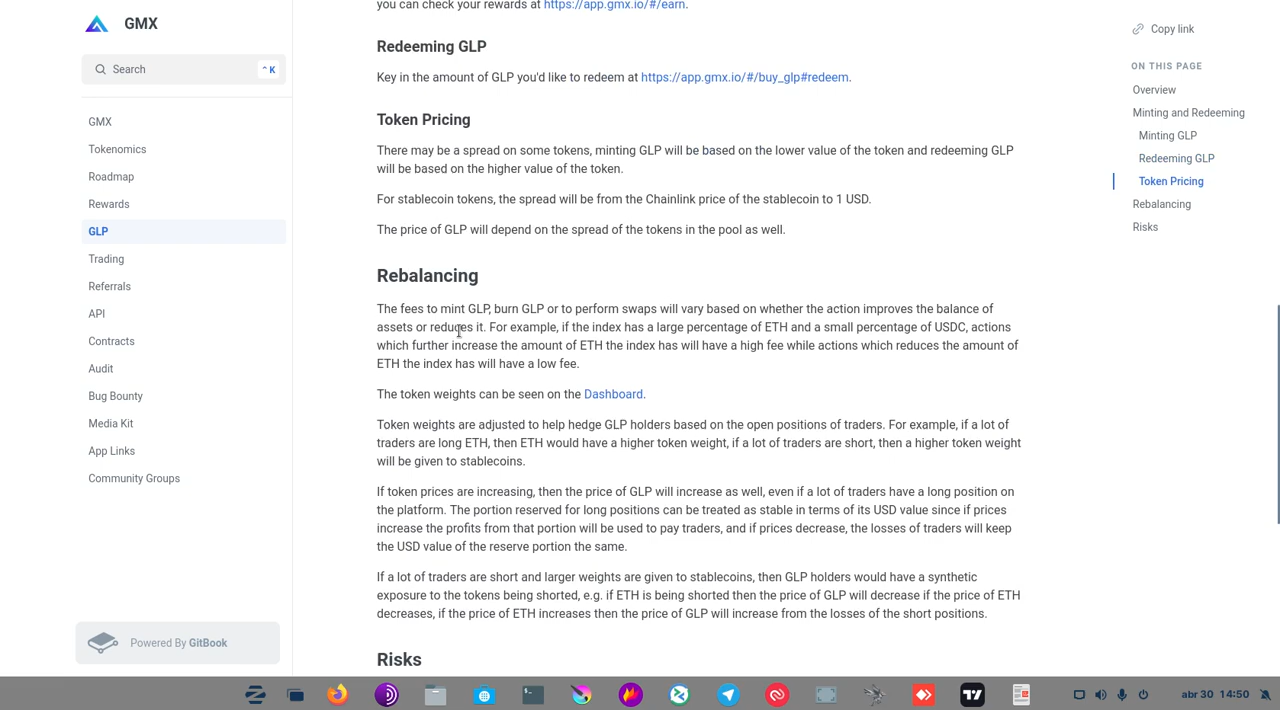 GMX
Search
⌃ K
GMX
Tokenomics
Roadmap
Rewards
GLP
Trading
Referrals
API
Contracts
Audit
Bug Bounty
Media Kit
App Links
Community Groups
Powered By GitBook
you can check your rewards at https://app.gmx.io/#/earn.
Redeeming GLP
Key in the amount of GLP you'd like to redeem at https://app.gmx.io/#/buy_glp#redeem.
Token Pricing
There may be a spread on some tokens, minting GLP will be based on the lower value of the token and redeeming GLP
will be based on the higher value of the token.
For stablecoin tokens, the spread will be from the Chainlink price of the stablecoin to 1 USD.
The price of GLP will depend on the spread of the tokens in the pool as well.
Rebalancing
The fees to mint GLP, burn GLP or to perform swaps will vary based on whether the action improves the balance of
assets or reduces it. For example, if the index has a large percentage of ETH and a small percentage of USDC, actions
which further increase the amount of ETH the index has will have a high fee while actions which reduces the amount of
ETH the index has will have a low fee.
The token weights can be seen on the Dashboard.
Token weights are adjusted to help hedge GLP holders based on the open positions of traders. For example, if a lot of
traders are long ETH, then ETH would have a higher token weight, if a lot of traders are short, then a higher token weight
will be given to stablecoins.
If token prices are increasing, then the price of GLP will increase as well, even if a lot of traders have a long position on
the platform. The portion reserved for long positions can be treated as stable in terms of its USD value since if prices
increase the profits from that portion will be used to pay traders, and if prices decrease, the losses of traders will keep
the USD value of the reserve portion the same.
If a lot of traders are short and larger weights are given to stablecoins, then GLP holders would have a synthetic
exposure to the tokens being shorted, e.g. if ETH is being shorted then the price of GLP will decrease if the price of ETH
decreases, if the price of ETH increases then the price of GLP will increase from the losses of the short positions.
Risks
Copy link
ON THIS PAGE
Overview
Minting and Redeeming
Minting GLP
Redeeming GLP
Token Pricing
Rebalancing
Risks
abr 30 14:50